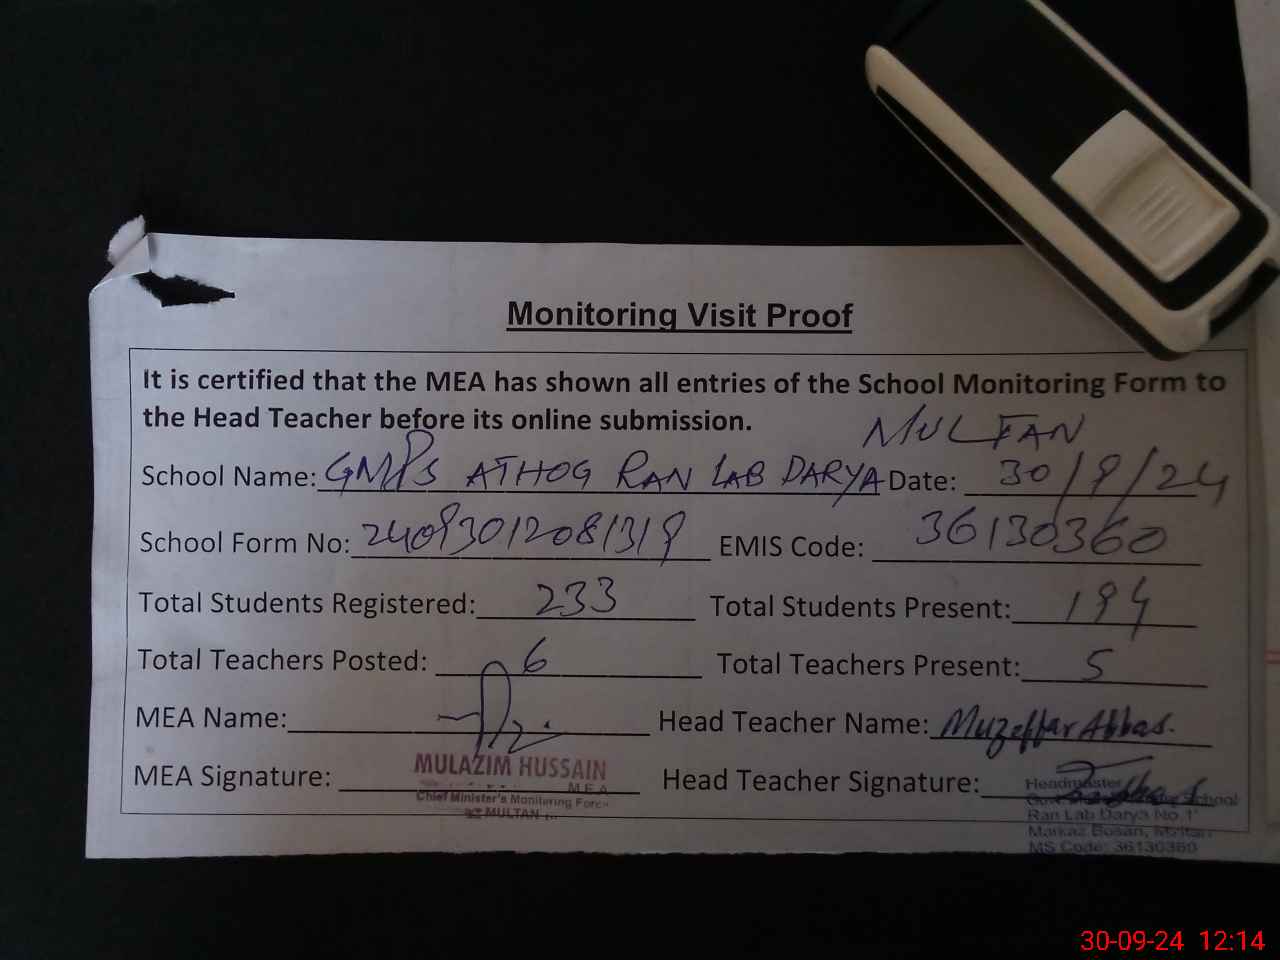 Monitoring Visit Proof
It is certified that the MEA has shown all entries of the School Monitoring Form to
the Head Teacher before its online submission.
MULTAN
School Name: GMPS ATHOG RAN LAB DARYA Date: 30/9/24
School Form No: 24093012081319 EMIS Code: 36130360
Total Students Registered: 233 Total Students Present: 194
Total Teachers Posted: 6 Total Teachers Present: 5
MEA Name: Head Teacher Name: Muzaffar Abbas.
MEA Signature: Head Teacher Signature:
MULAZIM HUSSAIN
M.E.A
Chief Minister's Monitoring Force
MULTAN
Headmaster
School
Ran Lab Darya No.1
Markaz Bosan, Multan
MS Code: 36130360
30-09-24 12:14